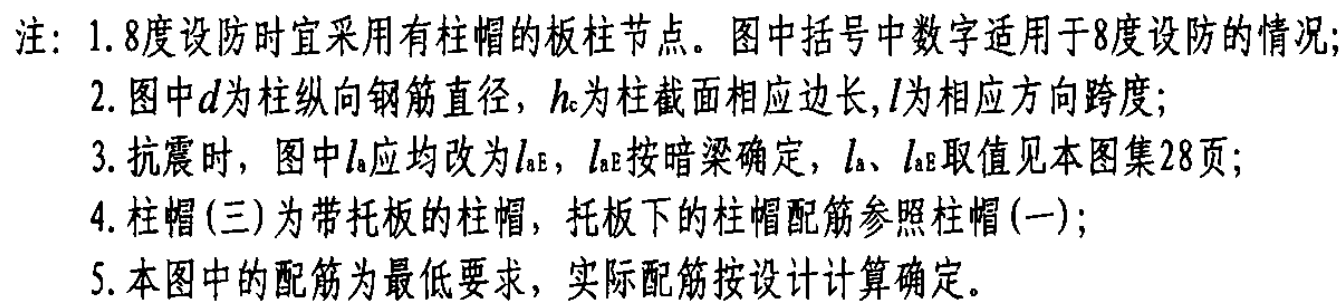 注：1.8度设防时宜采用有柱帽的板柱节点。图中括号中数字适用于8度设防的情况;
2.图中d为柱纵向钢筋直径，hc为柱截面相应边长,l为相应方向跨度;
3.抗震时，图中la应均改为laE，laE按暗梁确定，la、laE取值见本图集28页;
4.柱帽(三)为带托板的柱帽，托板下的柱帽配筋参照柱帽(一);
5.本图中的配筋为最低要求，实际配筋按设计计算确定。